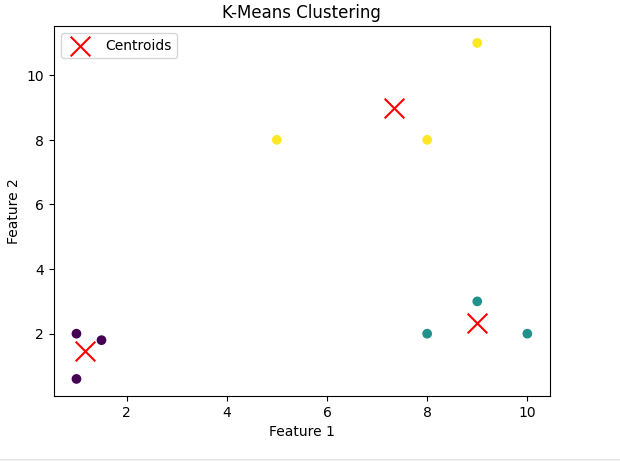 K-Means Clustering
Centroids
10
8
6
4
2
Feature 2
2 4 6 8 10
Feature 1